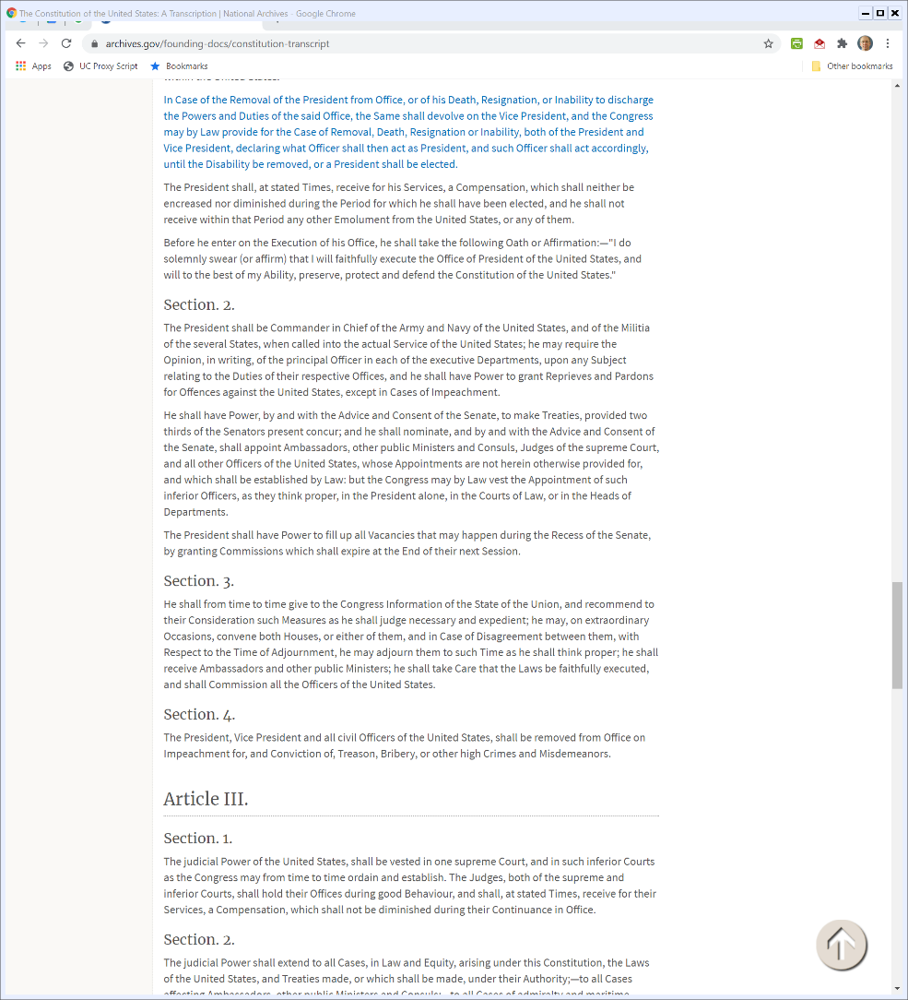 The Constitution of the United States: A Transcription | National Archives - Google Chrome
archives.gov/founding-docs/constitution-transcript
Apps UC Proxy Script Bookmarks Other bookmarks
within the United States.
In Case of the Removal of the President from Office, or of his Death, Resignation, or Inability to discharge
the Powers and Duties of the said Office, the Same shall devolve on the Vice President, and the Congress
may by Law provide for the Case of Removal, Death, Resignation or Inability, both of the President and
Vice President, declaring what Officer shall then act as President, and such Officer shall act accordingly,
until the Disability be removed, or a President shall be elected.
The President shall, at stated Times, receive for his Services, a Compensation, which shall neither be
encreased nor diminished during the Period for which he shall have been elected, and he shall not
receive within that Period any other Emolument from the United States, or any of them.
Before he enter on the Execution of his Office, he shall take the following Oath or Affirmation:—"I do
solemnly swear (or affirm) that I will faithfully execute the Office of President of the United States, and
will to the best of my Ability, preserve, protect and defend the Constitution of the United States."
Section. 2.
The President shall be Commander in Chief of the Army and Navy of the United States, and of the Militia
of the several States, when called into the actual Service of the United States; he may require the
Opinion, in writing, of the principal Officer in each of the executive Departments, upon any Subject
relating to the Duties of their respective Offices, and he shall have Power to grant Reprieves and Pardons
for Offences against the United States, except in Cases of Impeachment.
He shall have Power, by and with the Advice and Consent of the Senate, to make Treaties, provided two
thirds of the Senators present concur; and he shall nominate, and by and with the Advice and Consent of
the Senate, shall appoint Ambassadors, other public Ministers and Consuls, Judges of the supreme Court,
and all other Officers of the United States, whose Appointments are not herein otherwise provided for,
and which shall be established by Law: but the Congress may by Law vest the Appointment of such
inferior Officers, as they think proper, in the President alone, in the Courts of Law, or in the Heads of
Departments.
The President shall have Power to fill up all Vacancies that may happen during the Recess of the Senate,
by granting Commissions which shall expire at the End of their next Session.
Section. 3.
He shall from time to time give to the Congress Information of the State of the Union, and recommend to
their Consideration such Measures as he shall judge necessary and expedient; he may, on extraordinary
Occasions, convene both Houses, or either of them, and in Case of Disagreement between them, with
Respect to the Time of Adjournment, he may adjourn them to such Time as he shall think proper; he shall
receive Ambassadors and other public Ministers; he shall take Care that the Laws be faithfully executed,
and shall Commission all the Officers of the United States.
Section. 4.
The President, Vice President and all civil Officers of the United States, shall be removed from Office on
Impeachment for, and Conviction of, Treason, Bribery, or other high Crimes and Misdemeanors.
Article III.
Section. 1.
The judicial Power of the United States, shall be vested in one supreme Court, and in such inferior Courts
as the Congress may from time to time ordain and establish. The Judges, both of the supreme and
inferior Courts, shall hold their Offices during good Behaviour, and shall, at stated Times, receive for their
Services, a Compensation, which shall not be diminished during their Continuance in Office.
Section. 2.
The judicial Power shall extend to all Cases, in Law and Equity, arising under this Constitution, the Laws
of the United States, and Treaties made, or which shall be made, under their Authority;—to all Cases
affecting Ambassadors, other public Ministers and Consuls;—to all Cases of admiralty and maritime